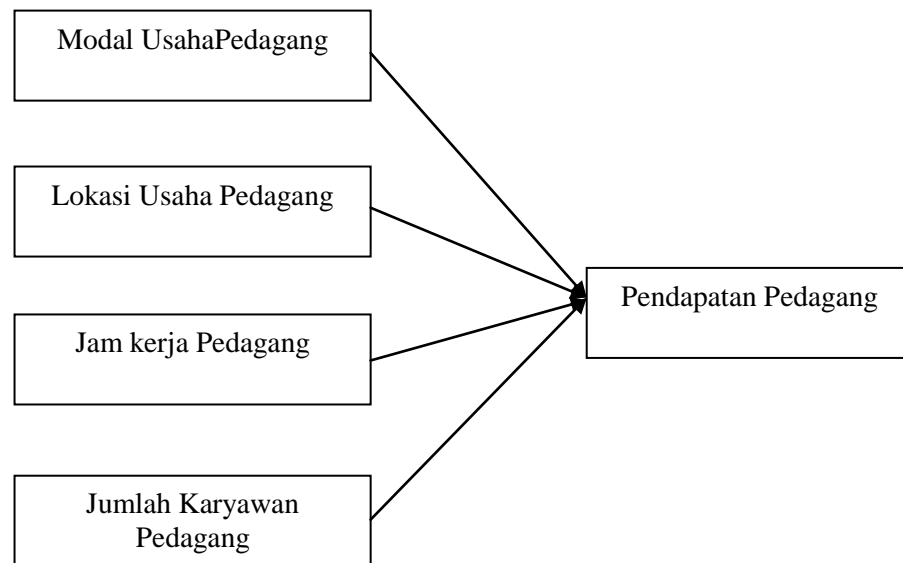 Modal UsahaPedagang
Lokasi Usaha Pedagang
Pendapatan Pedagang
Jam kerja Pedagang
Jumlah Karyawan
Pedagang